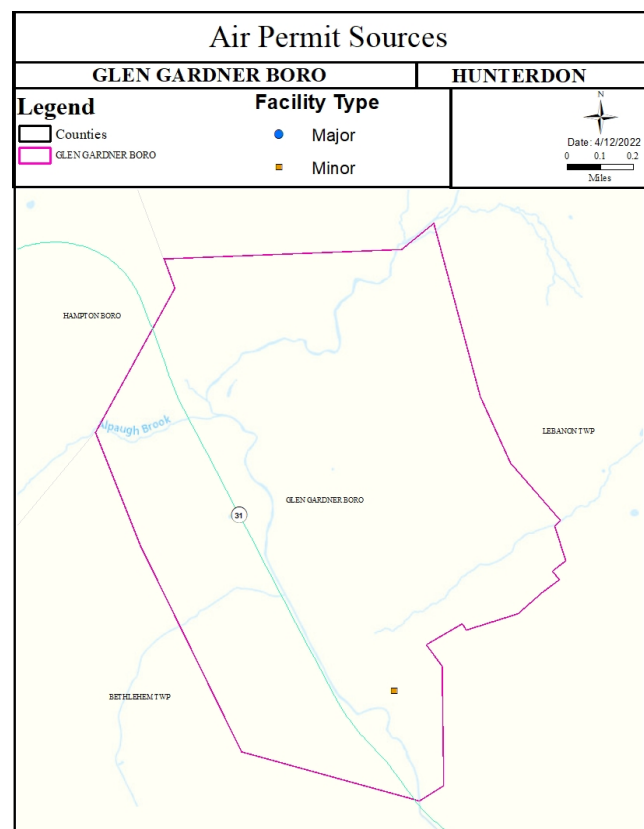 Air Permit Sources
GLEN GARDNER BORO
HUNTERDON
Legend
Counties
GLEN GARDNER BORO
Facility Type
Major
Minor
N
Date: 4/12/2022
0 0.1 0.2
Miles
HAMPTON BORO
paugh Brook
LEBANON TWP
GLEN GARDNER BORO
31
BETHLEHEM TWP